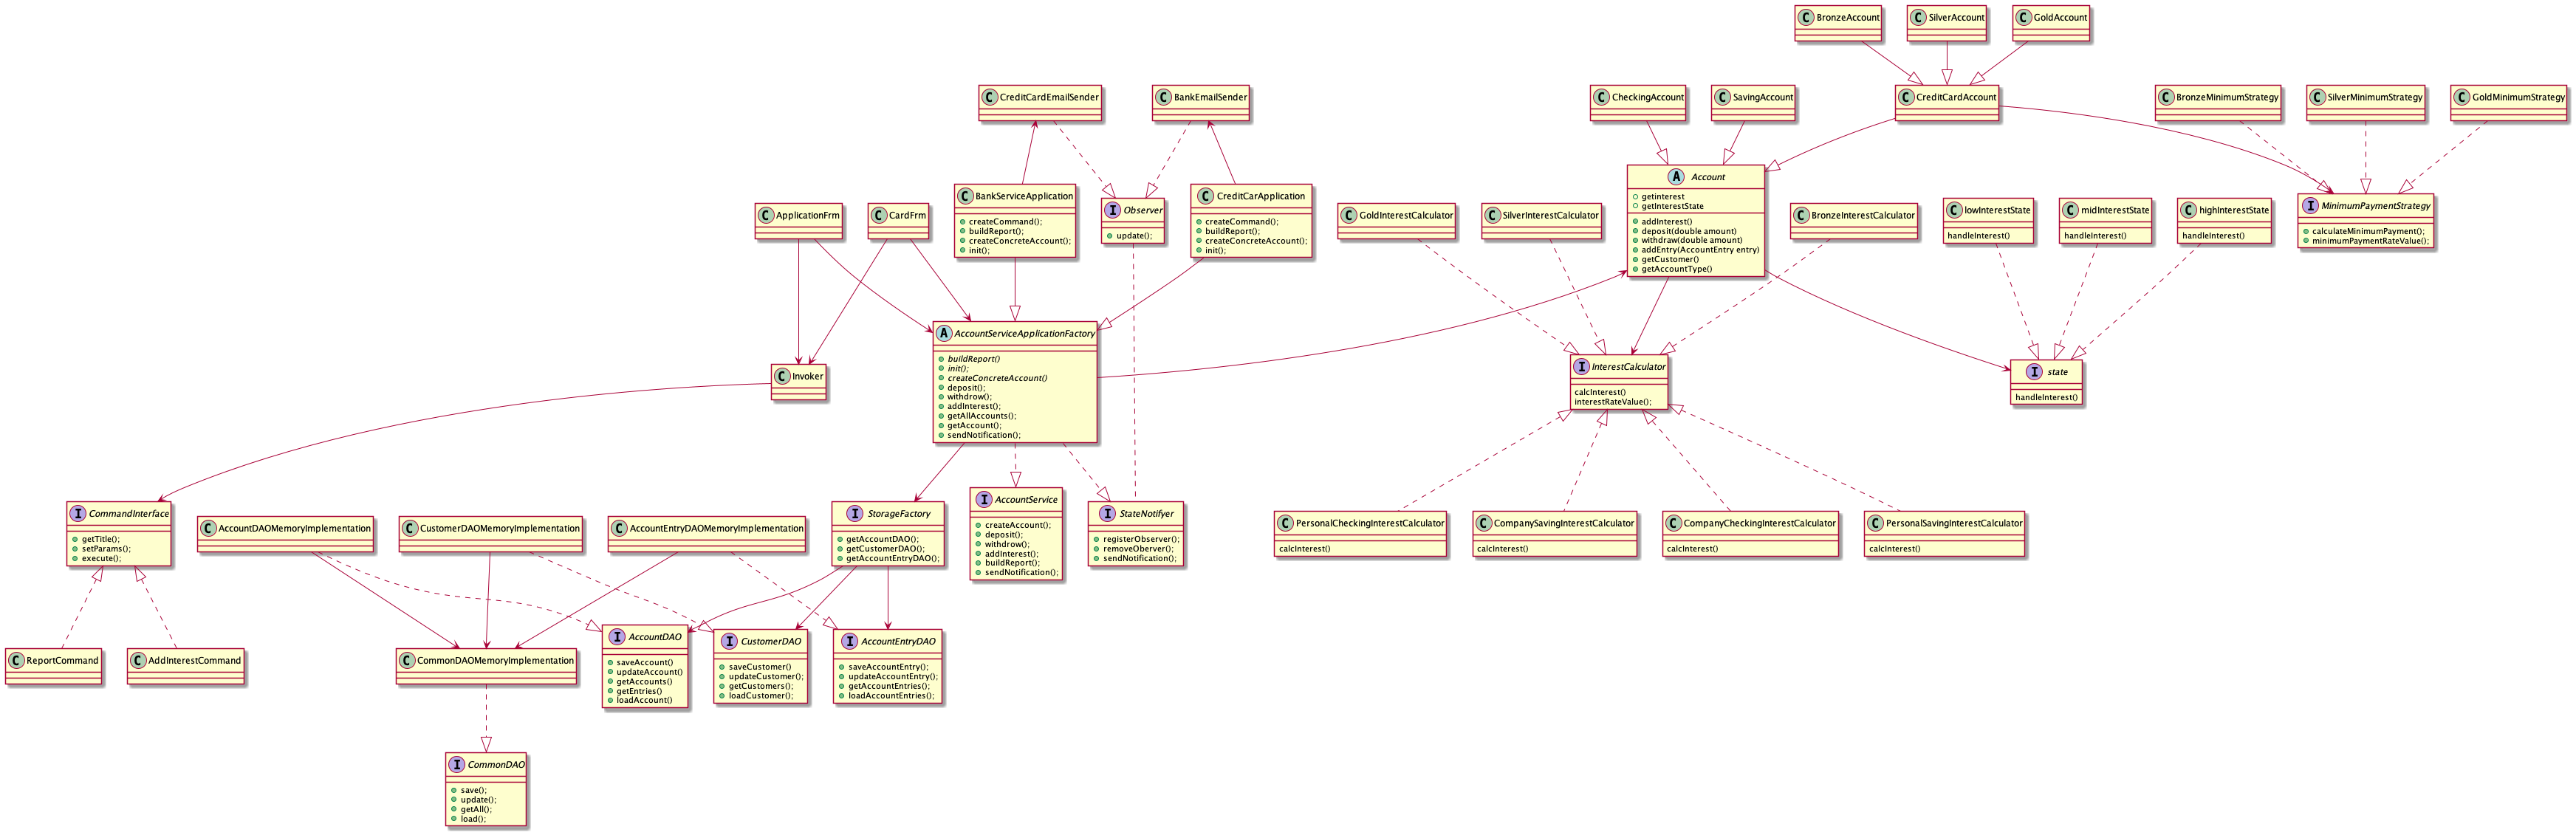 C BronzeAccount
C SilverAccount
C GoldAccount
C CreditCardEmailSender
C BankEmailSender
C CheckingAccount
C SavingAccount
C CreditCardAccount
C BronzeMinimumStrategy
C SilverMinimumStrategy
C GoldMinimumStrategy
C ApplicationFrm
C CardFrm
C BankServiceApplication
createCommand();
buildReport();
createConcreteAccount();
init();
I Observer
update();
C CreditCarApplication
createCommand();
buildReport();
createConcreteAccount();
init();
C GoldInterestCalculator
C SilverInterestCalculator
A Account
getinterest
getInterestState
addInterest()
deposit(double amount)
withdraw(double amount)
addEntry(AccountEntry entry)
getCustomer()
getAccountType()
C BronzeInterestCalculator
C lowInterestState
handleInterest()
C midInterestState
handleInterest()
C highInterestState
handleInterest()
I MinimumPaymentStrategy
calculateMinimumPayment();
minimumPaymentRateValue();
C Invoker
A AccountServiceApplicationFactory
buildReport()
init();
createConcreteAccount()
deposit();
withdrow();
addInterest();
getAllAccounts();
getAccount();
sendNotification();
I InterestCalculator
calcInterest()
interestRateValue();
I state
handleInterest()
I CommandInterface
getTitle();
setParams();
execute();
C AccountDAOMemoryImplementation
C CustomerDAOMemoryImplementation
C AccountEntryDAOMemoryImplementation
I StorageFactory
getAccountDAO();
getCustomerDAO();
getAccountEntryDAO();
I AccountService
createAccount();
deposit();
withdrow();
addInterest();
buildReport();
sendNotification();
I StateNotifyer
registerObserver();
removeOberver();
sendNotification();
C PersonalCheckingInterestCalculator
calcInterest()
C CompanySavingInterestCalculator
calcInterest()
C CompanyCheckingInterestCalculator
calcInterest()
C PersonalSavingInterestCalculator
calcInterest()
C ReportCommand
C AddInterestCommand
C CommonDAOMemoryImplementation
I AccountDAO
saveAccount()
updateAccount()
getAccounts()
getEntries()
loadAccount()
I CustomerDAO
saveCustomer()
updateCustomer();
getCustomers();
loadCustomer();
I AccountEntryDAO
saveAccountEntry();
updateAccountEntry();
getAccountEntries();
loadAccountEntries();
I CommonDAO
save();
update();
getAll();
load();